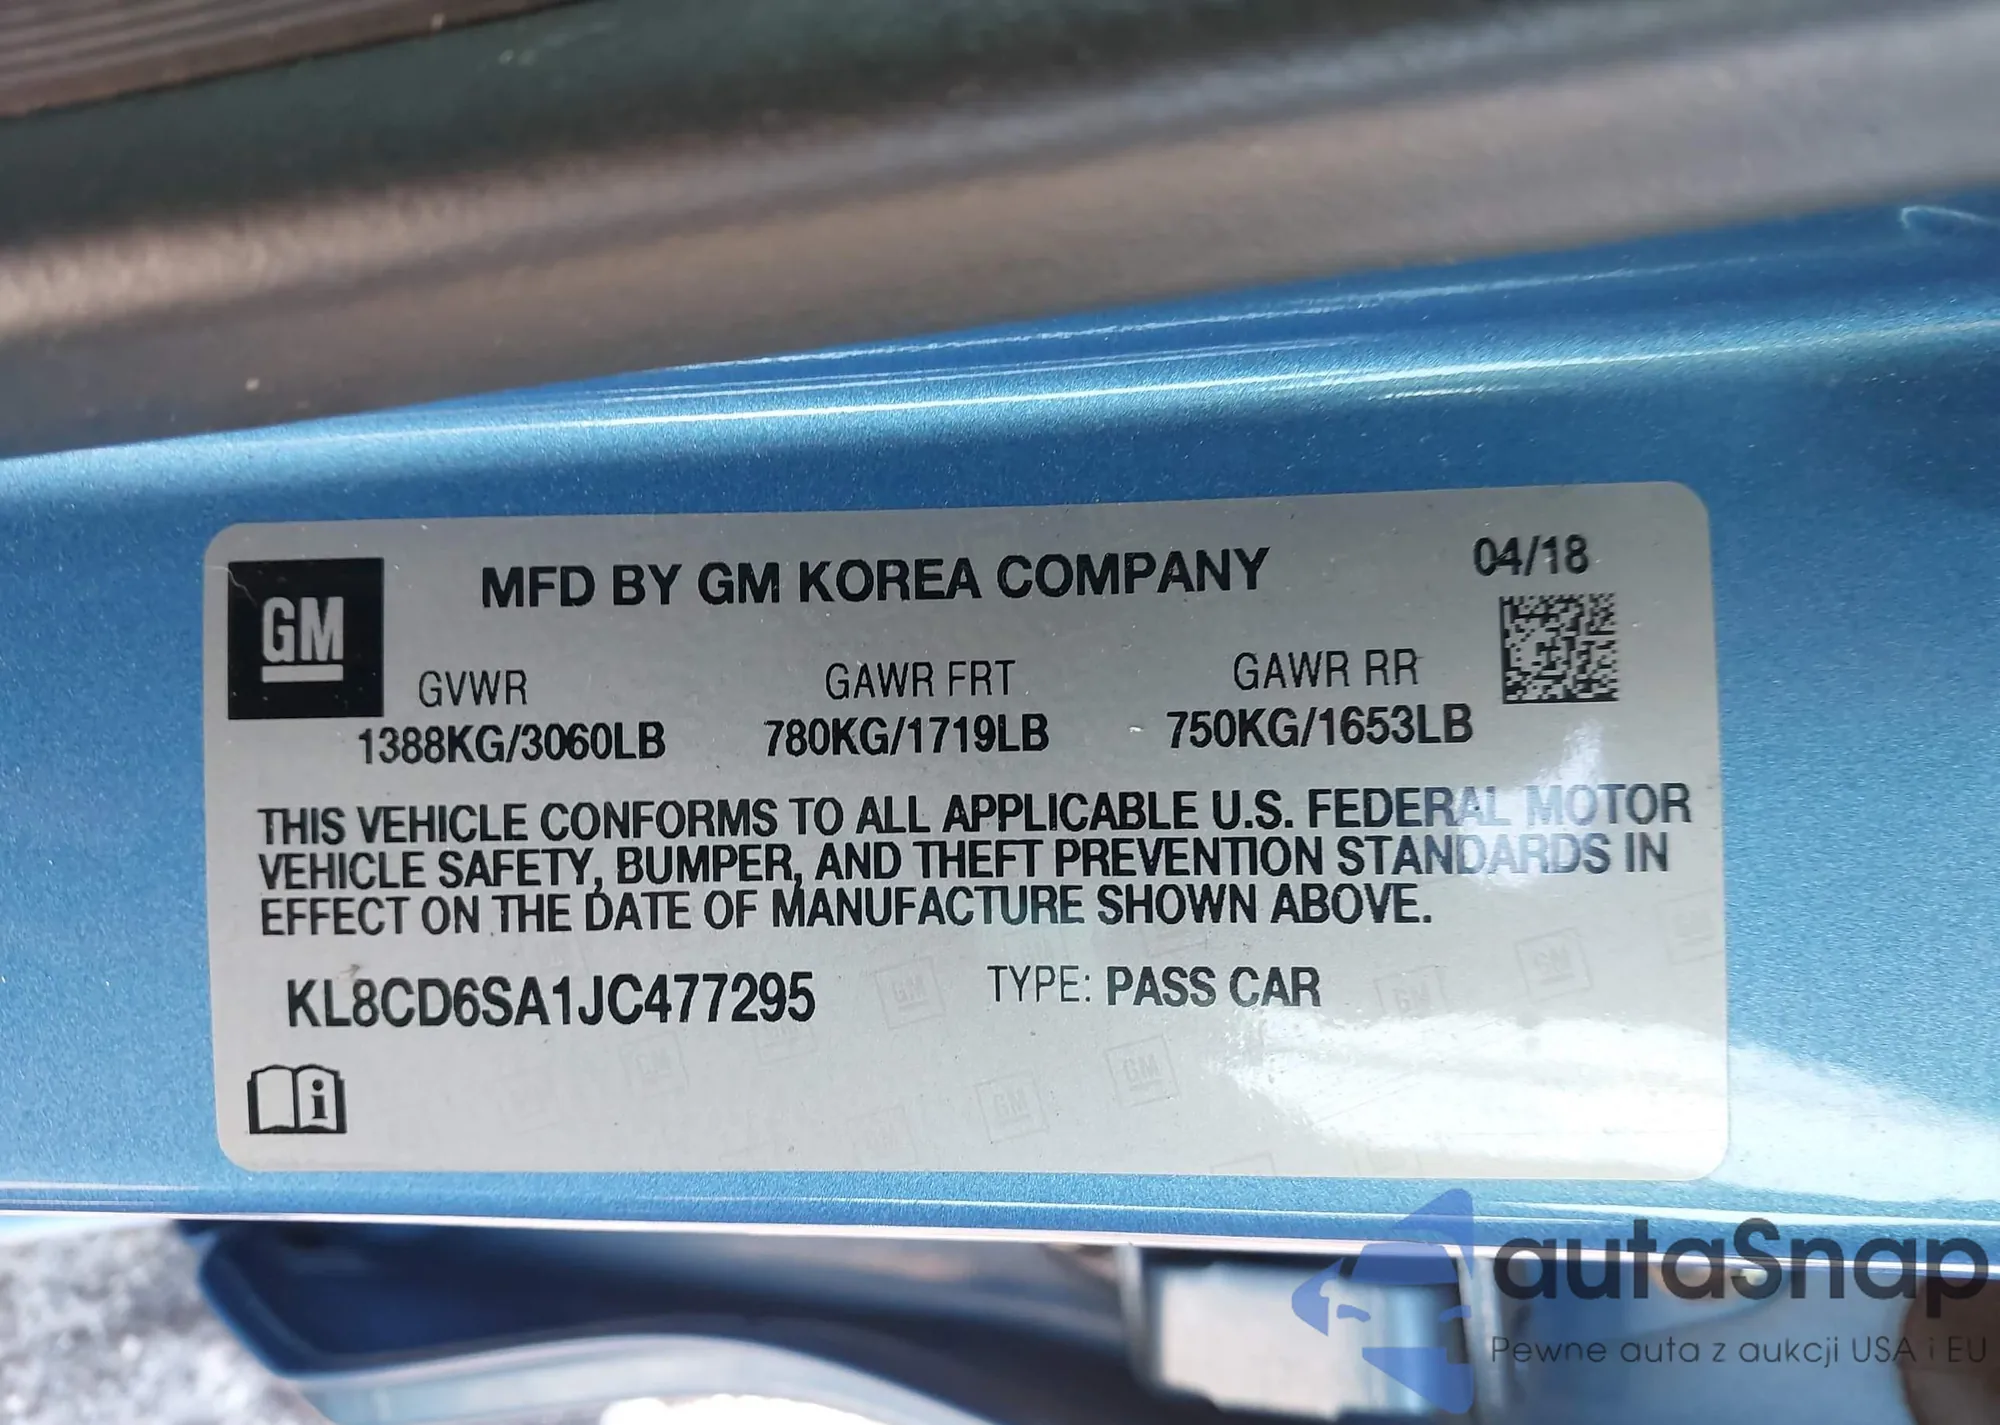 MFD BY GM KOREA COMPANY
04/18
GM
GVWR
GAWR FRT
GAWR RR
1388KG/3060LB
780KG/1719LB
750KG/1653LB
THIS VEHICLE CONFORMS TO ALL APPLICABLE U.S. FEDERAL MOTOR
VEHICLE SAFETY, BUMPER, AND THEFT PREVENTION STANDARDS IN
EFFECT ON THE DATE OF MANUFACTURE SHOWN ABOVE.
KL8CD6SA1JC477295
TYPE: PASS CAR
i
autaSnap
Pewne auta z aukcji USA i EU